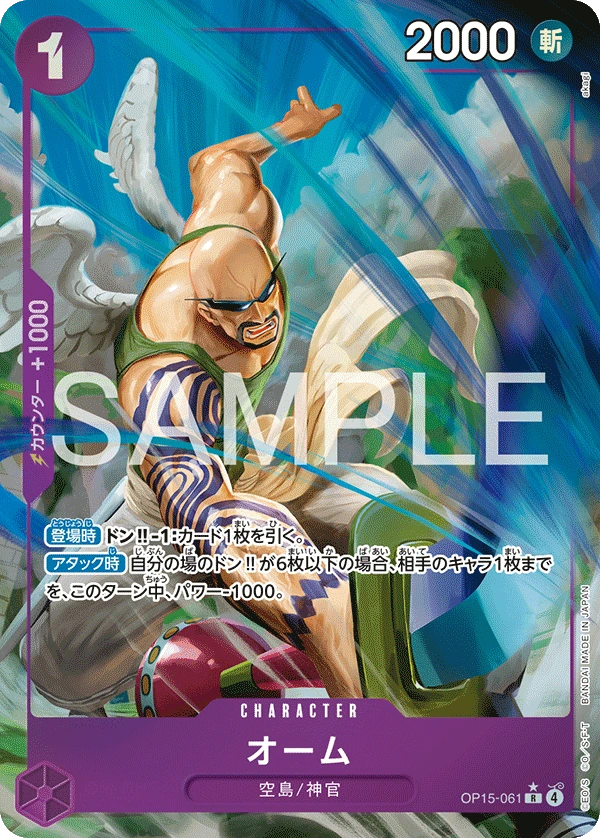 1
2000 斬
akagi
カウンター +1000
SAMPLE
登場時 ドン!!-1:カード1枚を引く。
アタック時 自分の場のドン!!が6枚以下の場合、相手のキャラ1枚まで
を、このターン中、パワー-1000。
CHARACTER
オーム
空島/神官
OP15-061 R 4
BANDAI MADE IN JAPAN